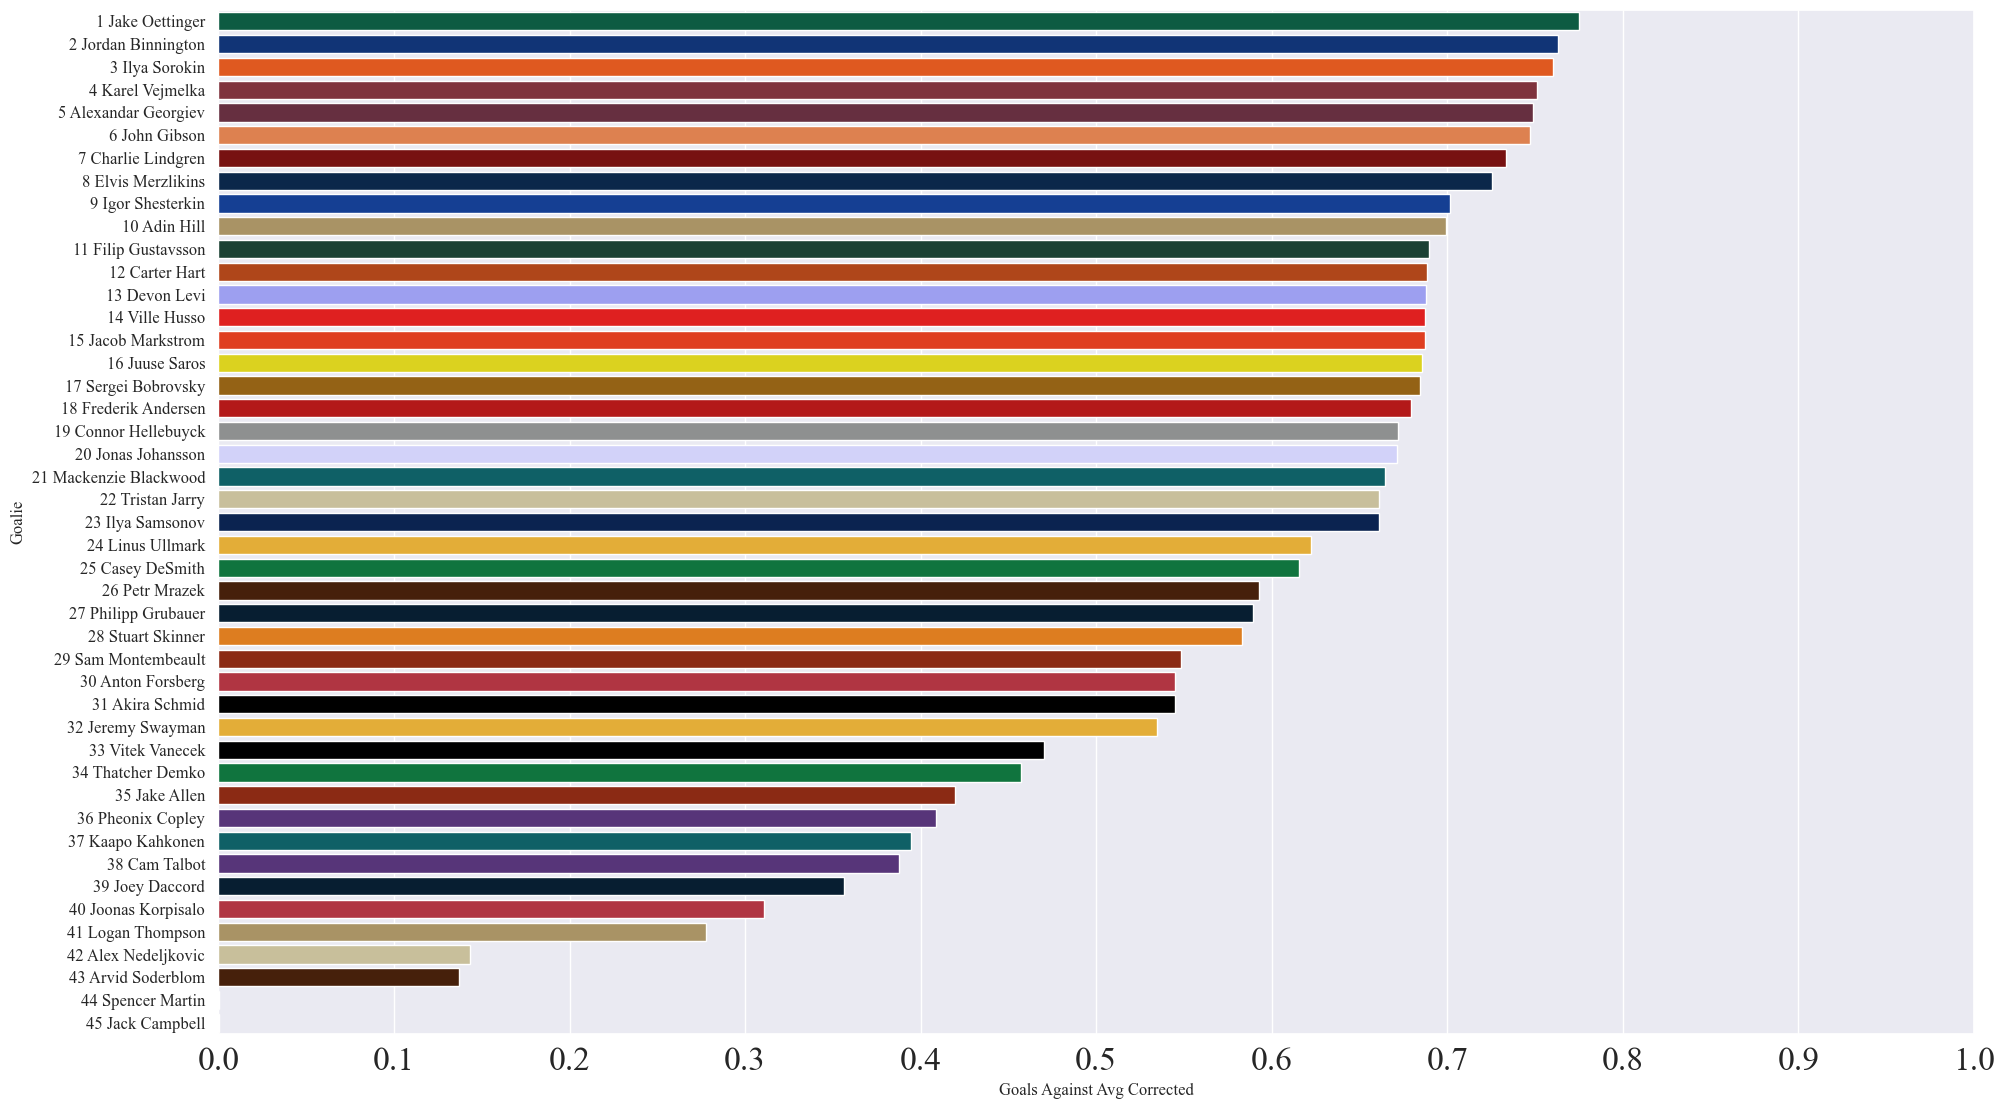 1 Jake Oettinger
2 Jordan Binnington
3 Ilya Sorokin
4 Karel Vejmelka
5 Alexandar Georgiev
6 John Gibson
7 Charlie Lindgren
8 Elvis Merzlikins
9 Igor Shesterkin
10 Adin Hill
11 Filip Gustavsson
12 Carter Hart
13 Devon Levi
14 Ville Husso
15 Jacob Markstrom
16 Juuse Saros
17 Sergei Bobrovsky
18 Frederik Andersen
19 Connor Hellebuyck
20 Jonas Johansson
21 Mackenzie Blackwood
22 Tristan Jarry
23 Ilya Samsonov
24 Linus Ullmark
25 Casey DeSmith
26 Petr Mrazek
27 Philipp Grubauer
28 Stuart Skinner
29 Sam Montembeault
30 Anton Forsberg
31 Akira Schmid
32 Jeremy Swayman
33 Vitek Vanecek
34 Thatcher Demko
35 Jake Allen
36 Pheonix Copley
37 Kaapo Kahkonen
38 Cam Talbot
39 Joey Daccord
40 Joonas Korpisalo
41 Logan Thompson
42 Alex Nedeljkovic
43 Arvid Soderblom
44 Spencer Martin
45 Jack Campbell
Goalie
0.0 0.1 0.2 0.3 0.4 0.5 0.6 0.7 0.8 0.9 1.0
Goals Against Avg Corrected